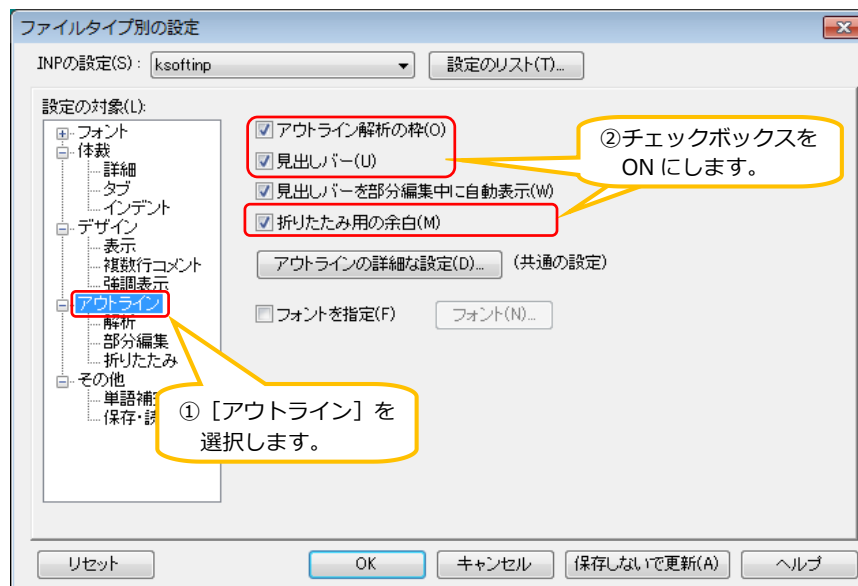 ファイルタイプ別の設定
INPの設定(S): ksoftinp 設定のリスト(T)...
設定の対象(L):
フォント
体裁
詳細
タブ
インデント
デザイン
表示
複数行コメント
強調表示
アウトライン
解析
部分編集
折りたたみ
その他
単語補
保存・読
アウトライン解析の枠(O)
見出しバー(U)
見出しバーを部分編集中に自動表示(W)
折りたたみ用の余白(M)
アウトラインの詳細な設定(D)... (共通の設定)
フォントを指定(F) フォント(N)...
②チェックボックスを
ON にします。
①［アウトライン］を
選択します。
リセット OK キャンセル 保存しないで更新(A) ヘルプ